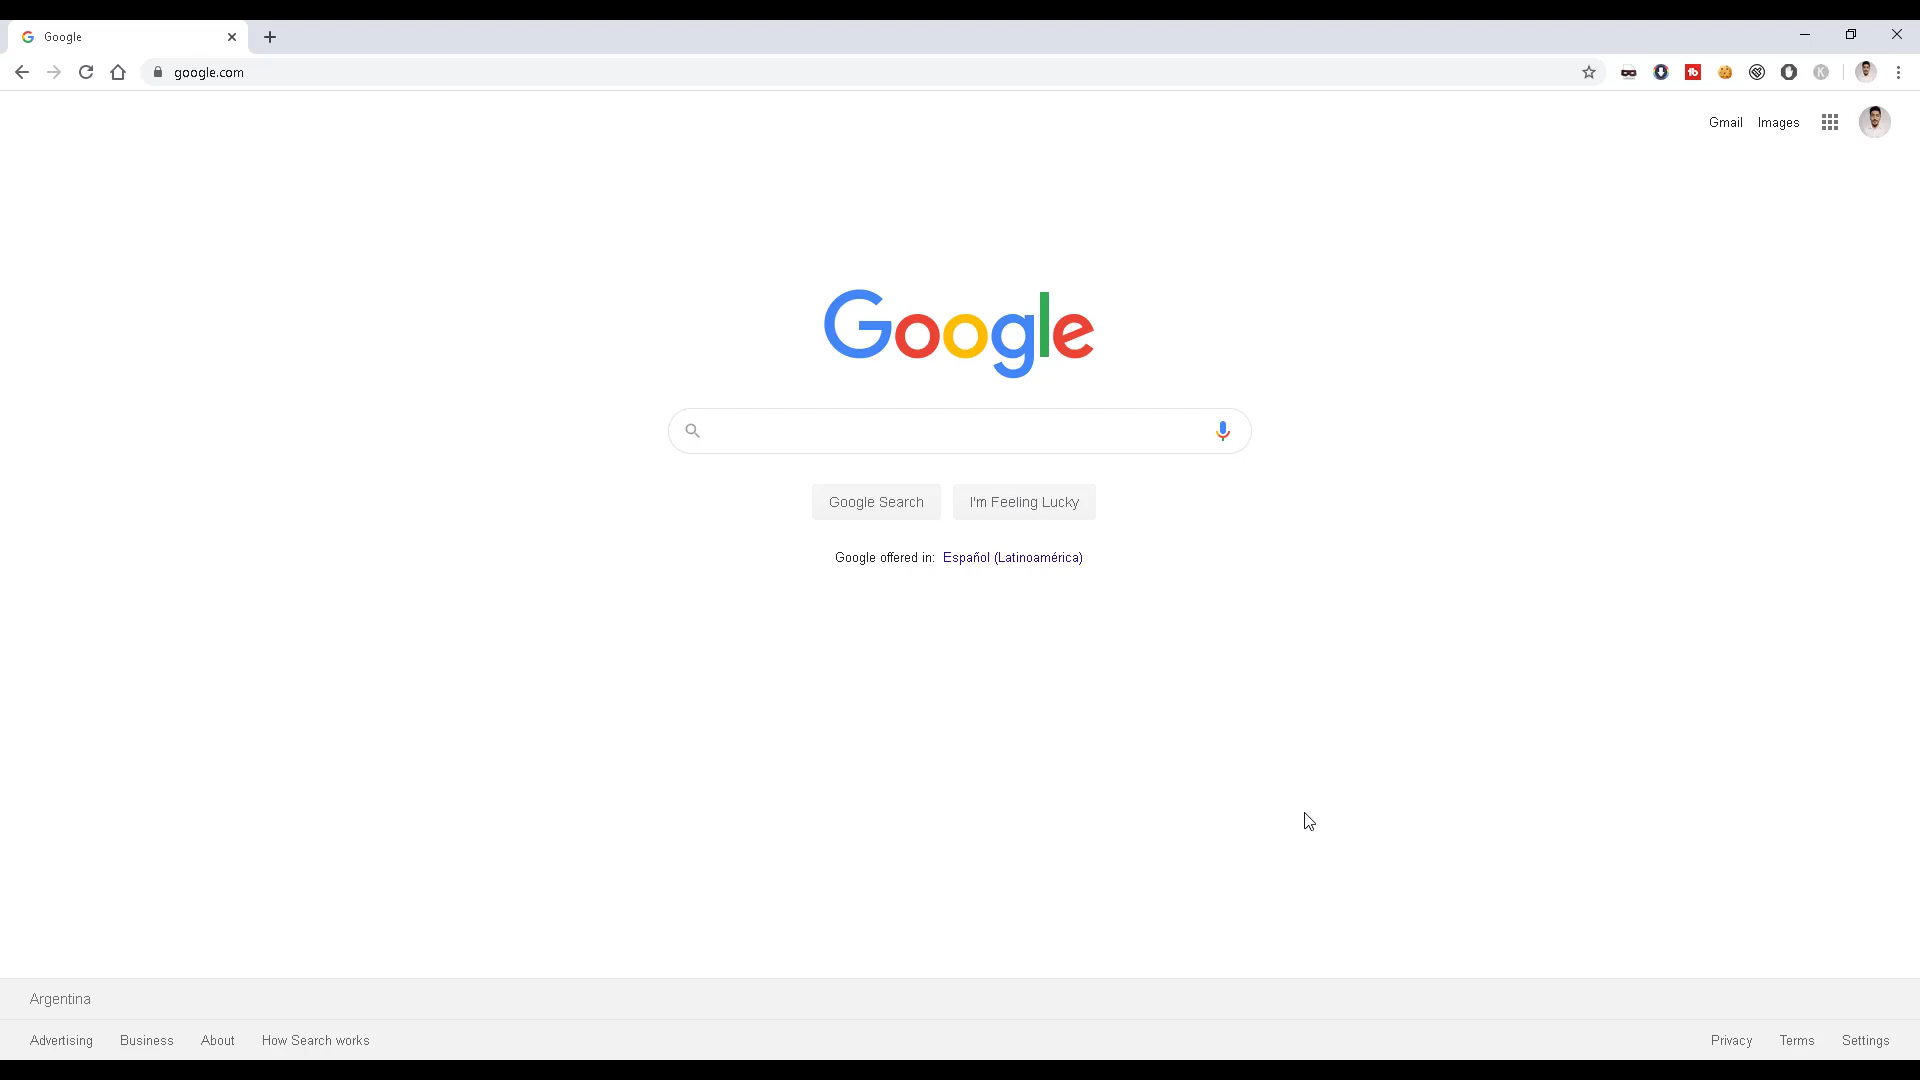 Google
google.com
Gmail Images
Google
Google Search I'm Feeling Lucky
Google offered in: Español (Latinoamérica)
Argentina
Advertising Business About How Search works Privacy Terms Settings